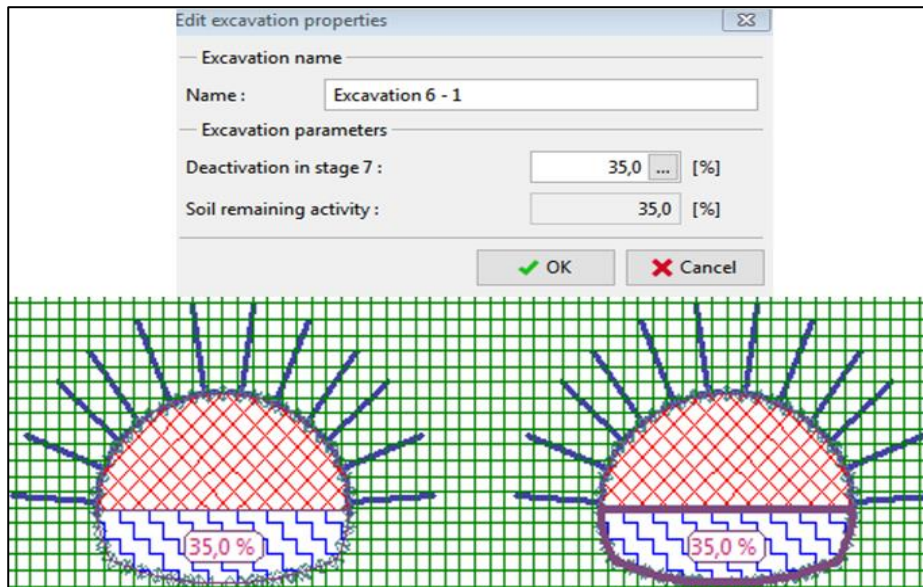 Edit excavation properties
Excavation name
Name : Excavation 6 - 1
Excavation parameters
Deactivation in stage 7 : 35,0 ... [%]
Soil remaining activity : 35,0 [%]
OK Cancel
35,0 % 35,0 %